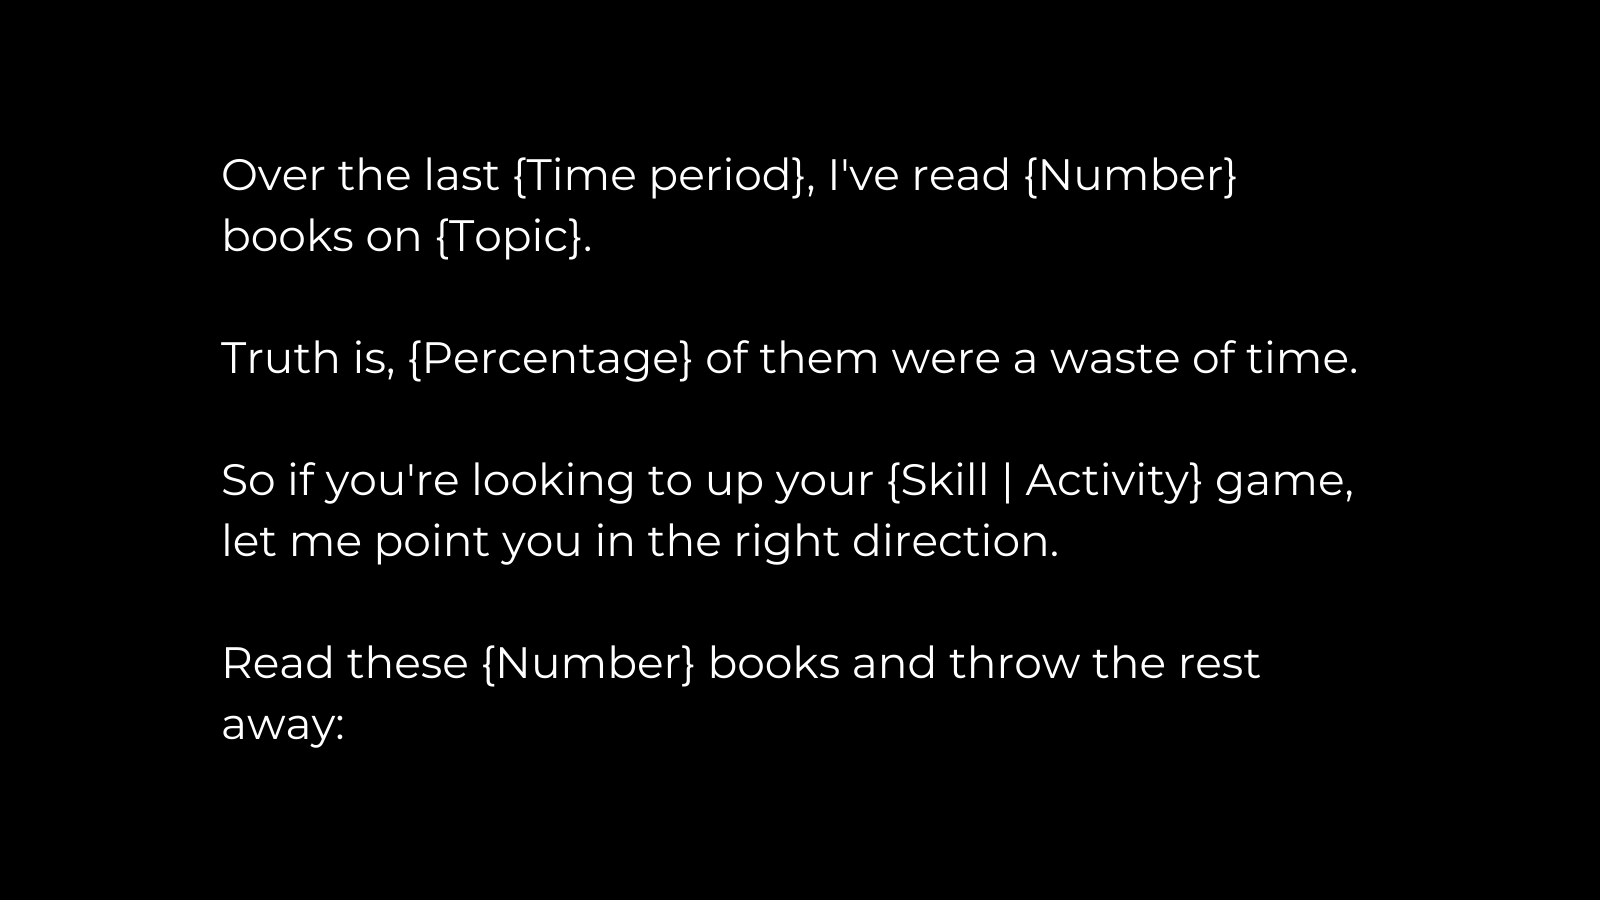 Over the last {Time period}, I've read {Number}
books on {Topic}.
Truth is, {Percentage} of them were a waste of time.
So if you're looking to up your {Skill | Activity} game,
let me point you in the right direction.
Read these {Number} books and throw the rest
away: